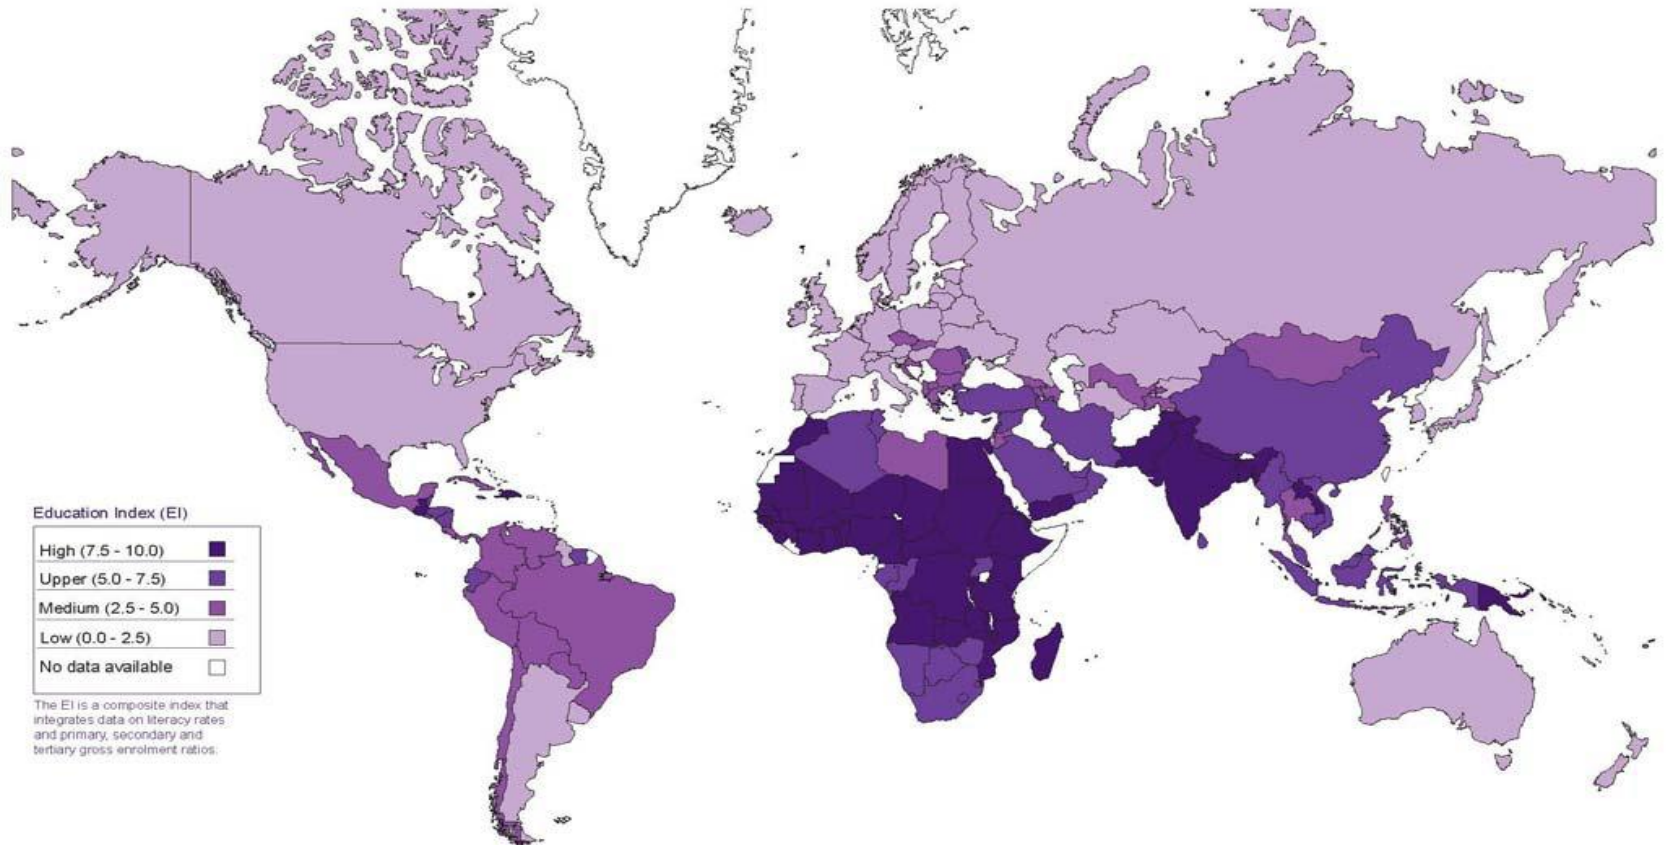 Education Index (EI)
High (7.5 - 10.0)
Upper (5.0 - 7.5)
Medium (2.5 - 5.0)
Low (0.0 - 2.5)
No data available
The EI is a composite index that
integrates data on literacy rates
and primary, secondary and
tertiary gross enrolment ratios.